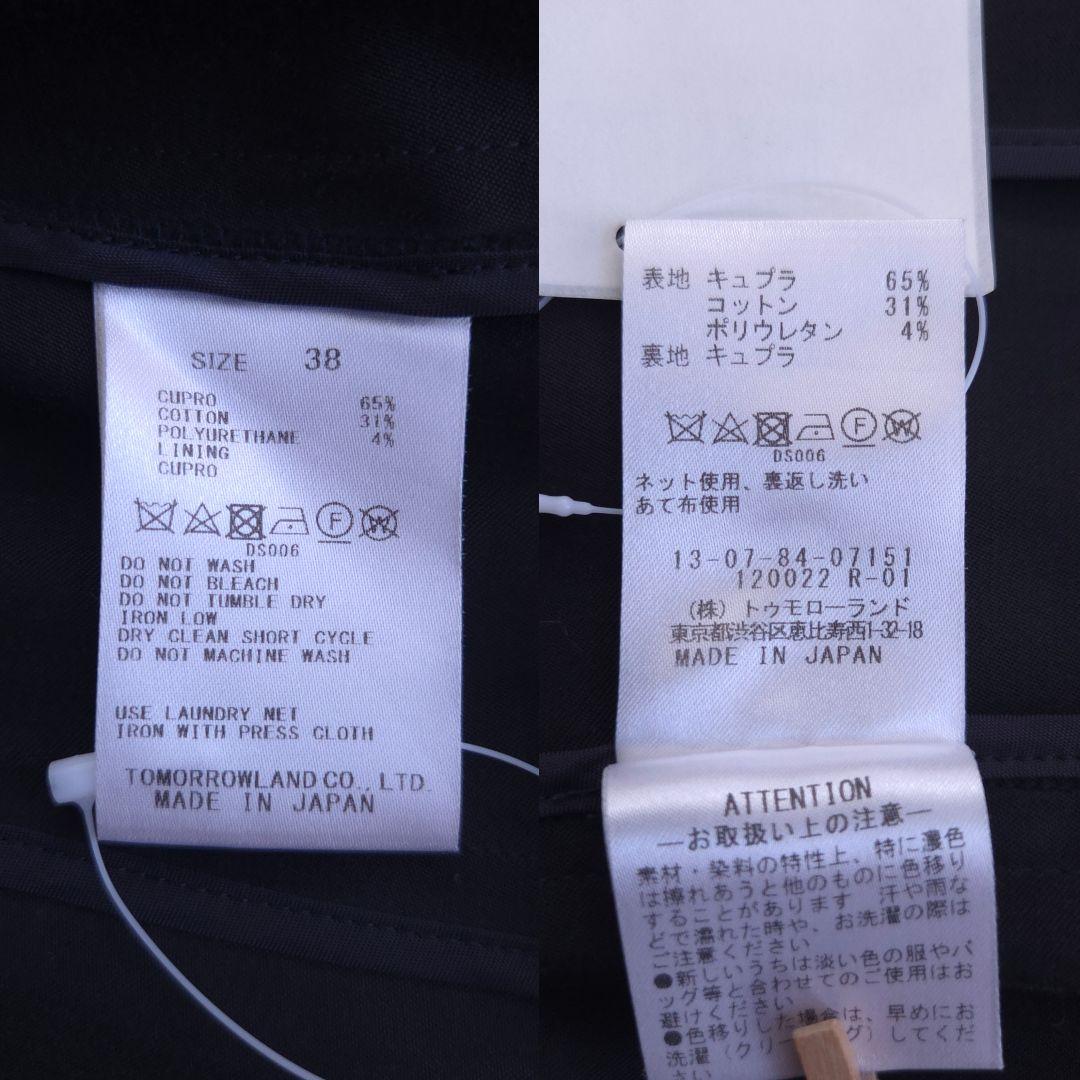 SIZE 38
CUPRO 65%
COTTON 31%
POLYURETHANE 4%
LINING
CUPRO
F W
DS006
DO NOT WASH
DO NOT BLEACH
DO NOT TUMBLE DRY
IRON LOW
DRY CLEAN SHORT CYCLE
DO NOT MACHINE WASH
USE LAUNDRY NET
IRON WITH PRESS CLOTH
TOMORROWLAND CO., LTD.
MADE IN JAPAN
表地 キュプラ 65%
コットン 31%
ポリウレタン 4%
裏地 キュプラ
F W
DS006
ネット使用、裏返し洗い
あて布使用
13-07-84-07151
120022 R-01
(株) トゥモローランド
東京都渋谷区恵比寿西1-32-18
MADE IN JAPAN
ATTENTION
―お取扱い上の注意―
素材・染料の特性上、特に濃色
は擦れあうと他のものに色移り
することがあります 汗や雨な
どで濡れた時や、お洗濯の際は
ご注意ください
●新しいうちは淡い色の服やバ
ッグ等と合わせてのご使用はお
避けください
●色移りした場合は、早めにお
洗濯(クリーグ)してくだ
さい